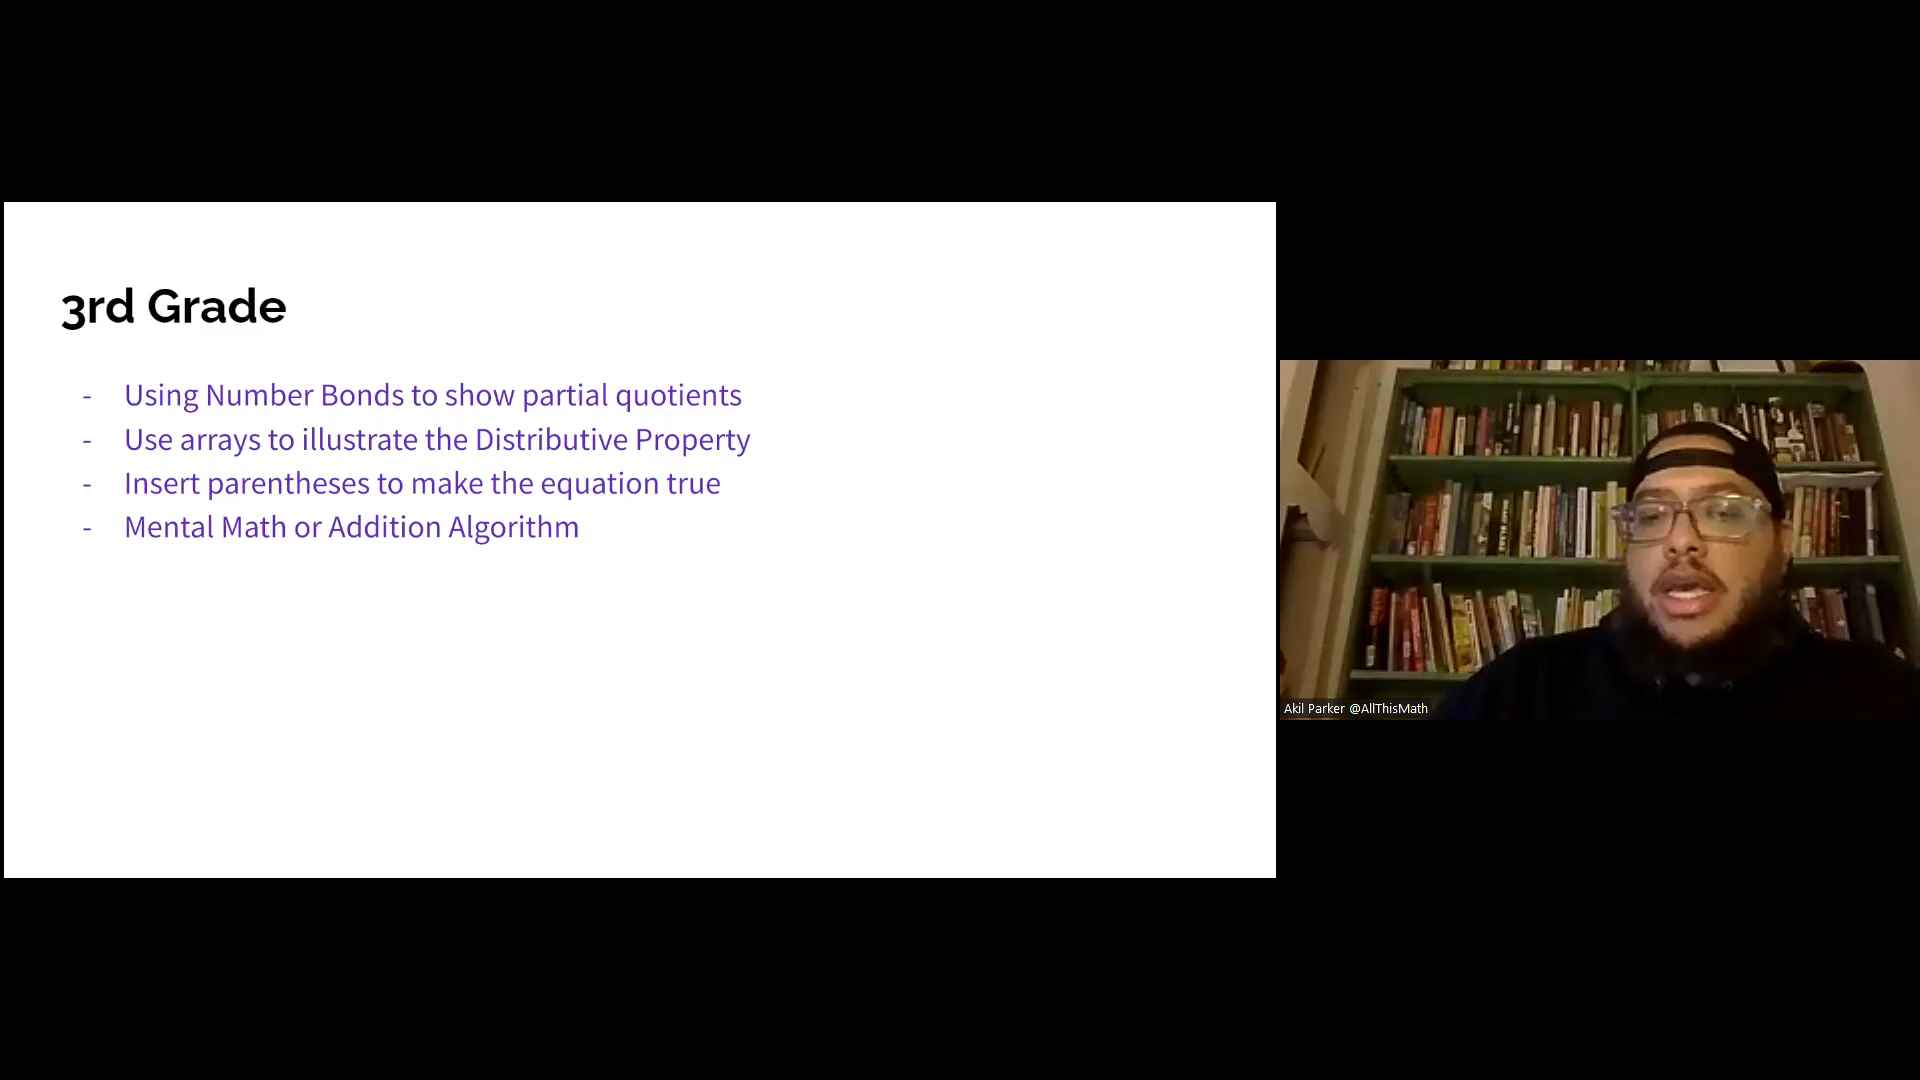 3rd Grade
- Using Number Bonds to show partial quotients
- Use arrays to illustrate the Distributive Property
- Insert parentheses to make the equation true
- Mental Math or Addition Algorithm
Akil Parker @AllThisMath